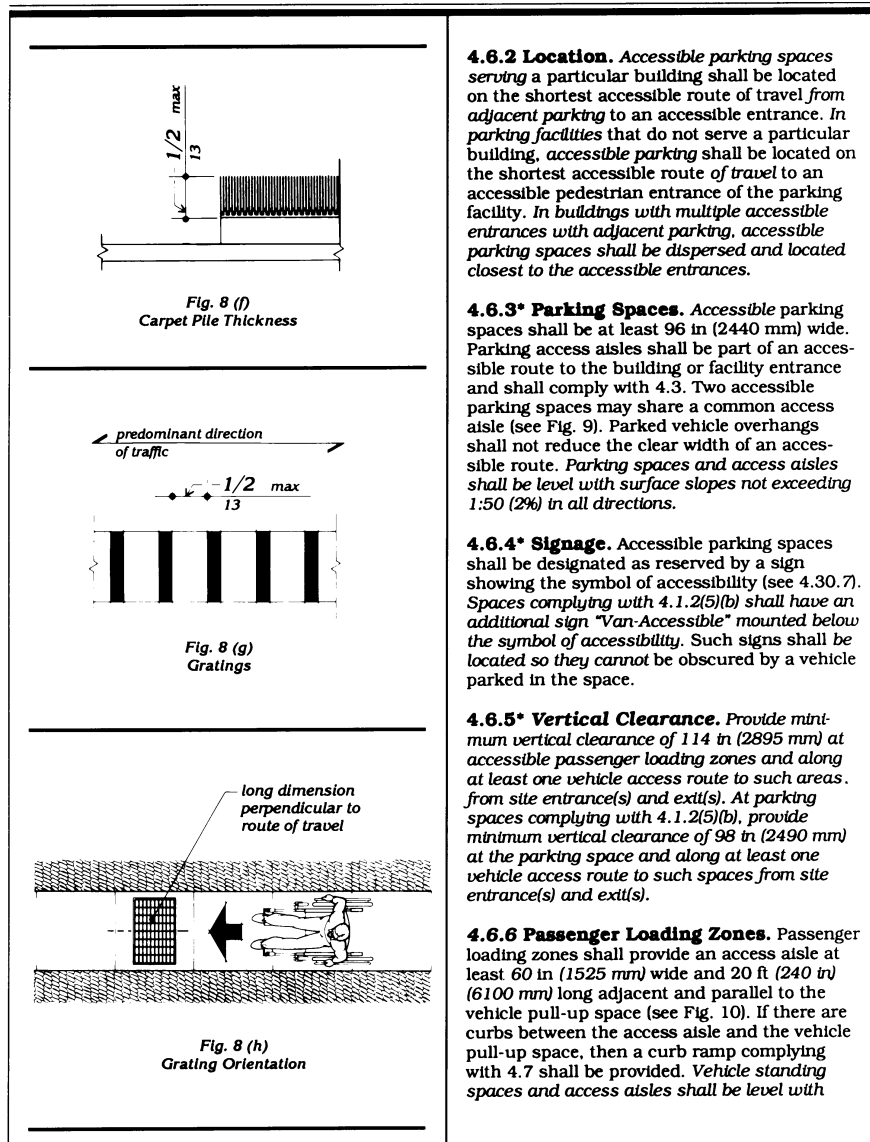 1/2 max
13
Fig. 8 (f)
Carpet Pile Thickness
predominant direction
of traffic
1/2 max
13
Fig. 8 (g)
Gratings
long dimension
perpendicular to
route of travel
Fig. 8 (h)
Grating Orientation
4.6.2 Location. Accessible parking spaces
serving a particular building shall be located
on the shortest accessible route of travel from
adjacent parking to an accessible entrance. In
parking facilities that do not serve a particular
building, accessible parking shall be located on
the shortest accessible route of travel to an
accessible pedestrian entrance of the parking
facility. In buildings with multiple accessible
entrances with adjacent parking, accessible
parking spaces shall be dispersed and located
closest to the accessible entrances.
4.6.3* Parking Spaces. Accessible parking
spaces shall be at least 96 in (2440 mm) wide.
Parking access aisles shall be part of an acces-
sible route to the building or facility entrance
and shall comply with 4.3. Two accessible
parking spaces may share a common access
aisle (see Fig. 9). Parked vehicle overhangs
shall not reduce the clear width of an acces-
sible route. Parking spaces and access aisles
shall be level with surface slopes not exceeding
1:50 (2%) in all directions.
4.6.4* Signage. Accessible parking spaces
shall be designated as reserved by a sign
showing the symbol of accessibility (see 4.30.7).
Spaces complying with 4.1.2(5)(b) shall have an
additional sign "Van-Accessible" mounted below
the symbol of accessibility. Such signs shall be
located so they cannot be obscured by a vehicle
parked in the space.
4.6.5* Vertical Clearance. Provide mini-
mum vertical clearance of 114 in (2895 mm) at
accessible passenger loading zones and along
at least one vehicle access route to such areas.
from site entrance(s) and exit(s). At parking
spaces complying with 4.1.2(5)(b), provide
minimum vertical clearance of 98 in (2490 mm)
at the parking space and along at least one
vehicle access route to such spaces from site
entrance(s) and exit(s).
4.6.6 Passenger Loading Zones. Passenger
loading zones shall provide an access aisle at
least 60 in (1525 mm) wide and 20 ft (240 in)
(6100 mm) long adjacent and parallel to the
vehicle pull-up space (see Fig. 10). If there are
curbs between the access aisle and the vehicle
pull-up space, then a curb ramp complying
with 4.7 shall be provided. Vehicle standing
spaces and access aisles shall be level with